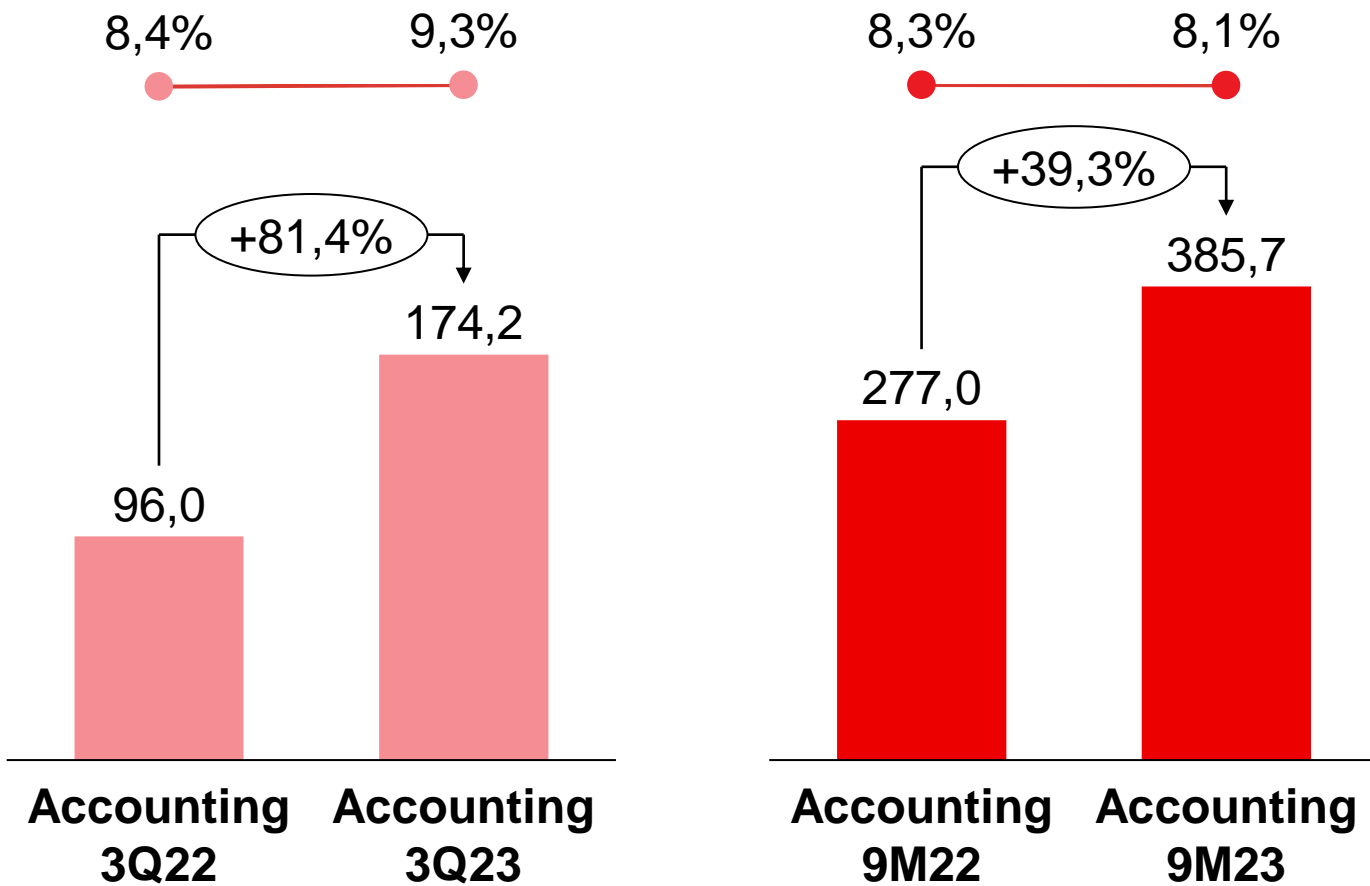 8,4%
9,3%
+81,4%
174,2
96,0
Accounting
3Q22
Accounting
3Q23
8,3%
8,1%
+39,3%
385,7
277,0
Accounting
9M22
Accounting
9M23